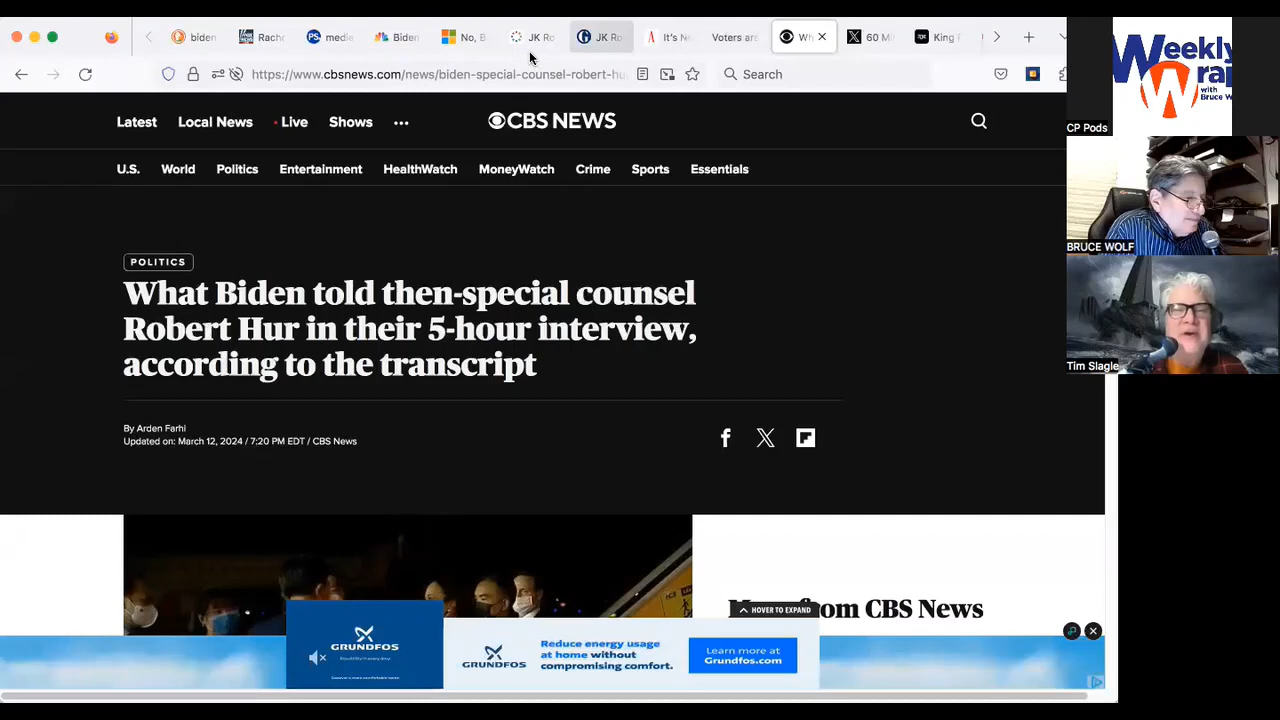 biden
Rachc
medie
Biden
No, B
JK Ro
JK Ro
It's Ne
Voters are
Wh
60 Mi
King F
https://www.cbsnews.com/news/biden-special-counsel-robert-hu
Search
Weekly
Wra
with
Bruce W
CP Pods
BRUCE WOLF
Tim Slagle
Latest
Local News
Live
Shows
CBS NEWS
U.S.
World
Politics
Entertainment
HealthWatch
MoneyWatch
Crime
Sports
Essentials
POLITICS
What Biden told then-special counsel
Robert Hur in their 5-hour interview,
according to the transcript
By Arden Farhi
Updated on: March 12, 2024 / 7:20 PM EDT / CBS News
from CBS News
HOVER TO EXPAND
GRUNDFOS
GRUNDFOS
Reduce energy usage
at home without
compromising comfort.
Learn more at
Grundfos.com